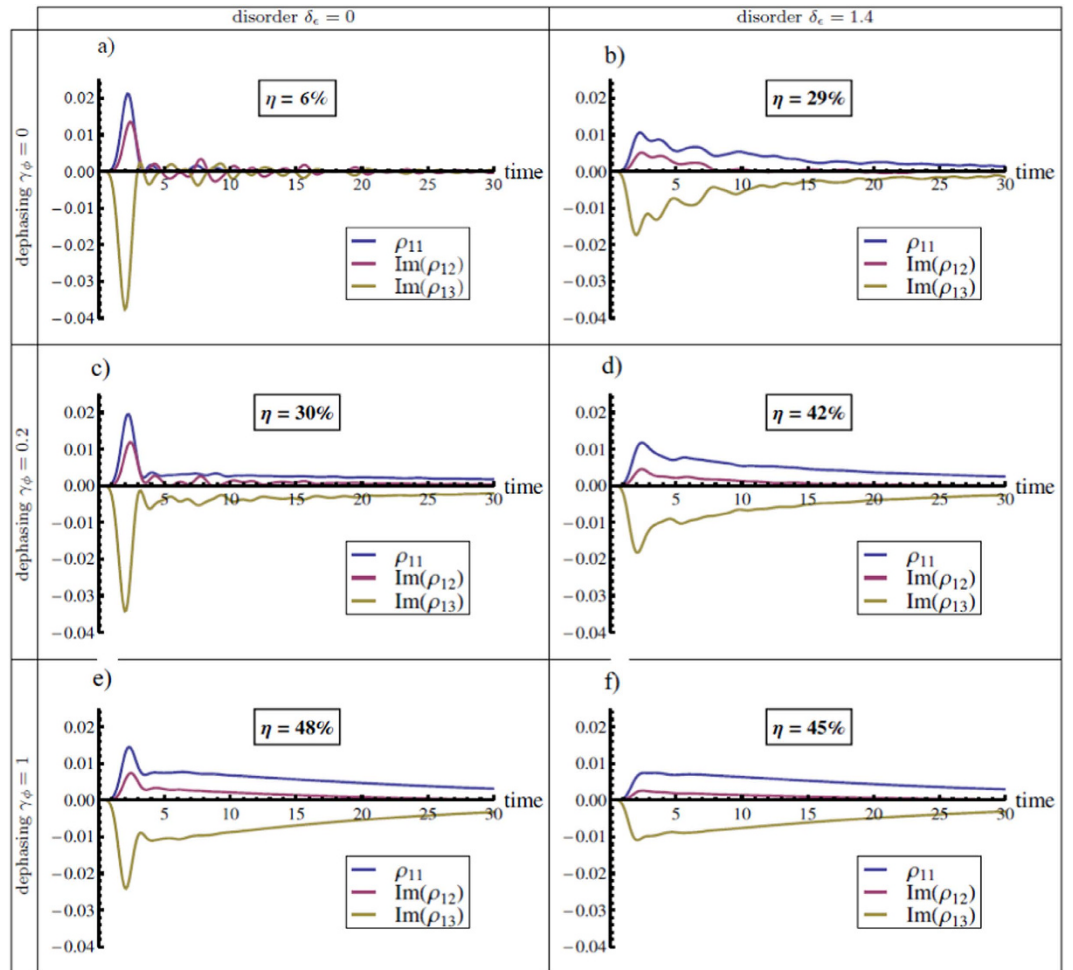 disorder δ_ϵ = 0
disorder δ_ϵ = 1.4
dephasing γ_ϕ = 0
a)
η = 6%
0.02
0.01
0.00
−0.01
−0.02
−0.03
−0.04
5 10 15 20 25 30
time
ρ₁₁
Im(ρ₁₂)
Im(ρ₁₃)
b)
η = 29%
0.02
0.01
0.00
−0.01
−0.02
−0.03
−0.04
5 10 15 20 25 30
time
ρ₁₁
Im(ρ₁₂)
Im(ρ₁₃)
dephasing γ_ϕ = 0.2
c)
η = 30%
0.02
0.01
0.00
−0.01
−0.02
−0.03
−0.04
5 10 15 20 25 30
time
ρ₁₁
Im(ρ₁₂)
Im(ρ₁₃)
d)
η = 42%
0.02
0.01
0.00
−0.01
−0.02
−0.03
−0.04
5 10 15 20 25 30
time
ρ₁₁
Im(ρ₁₂)
Im(ρ₁₃)
dephasing γ_ϕ = 1
e)
η = 48%
0.02
0.01
0.00
−0.01
−0.02
−0.03
−0.04
5 10 15 20 25 30
time
ρ₁₁
Im(ρ₁₂)
Im(ρ₁₃)
f)
η = 45%
0.02
0.01
0.00
−0.01
−0.02
−0.03
−0.04
5 10 15 20 25 30
time
ρ₁₁
Im(ρ₁₂)
Im(ρ₁₃)